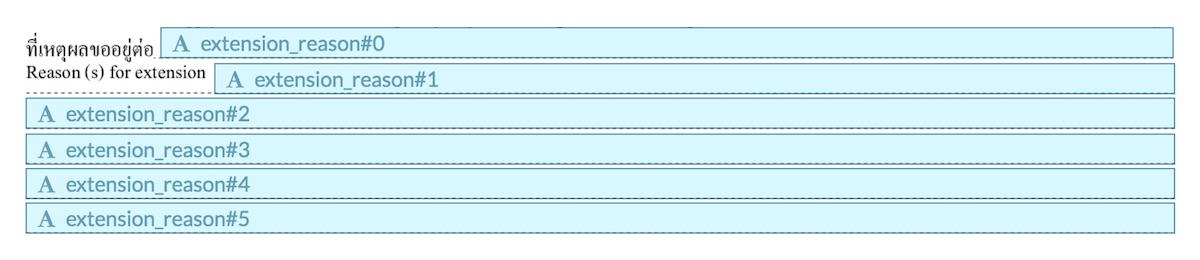 ที่เหตุผลขออยู่ต่อ A extension_reason#0
Reason (s) for extension A extension_reason#1
A extension_reason#2
A extension_reason#3
A extension_reason#4
A extension_reason#5